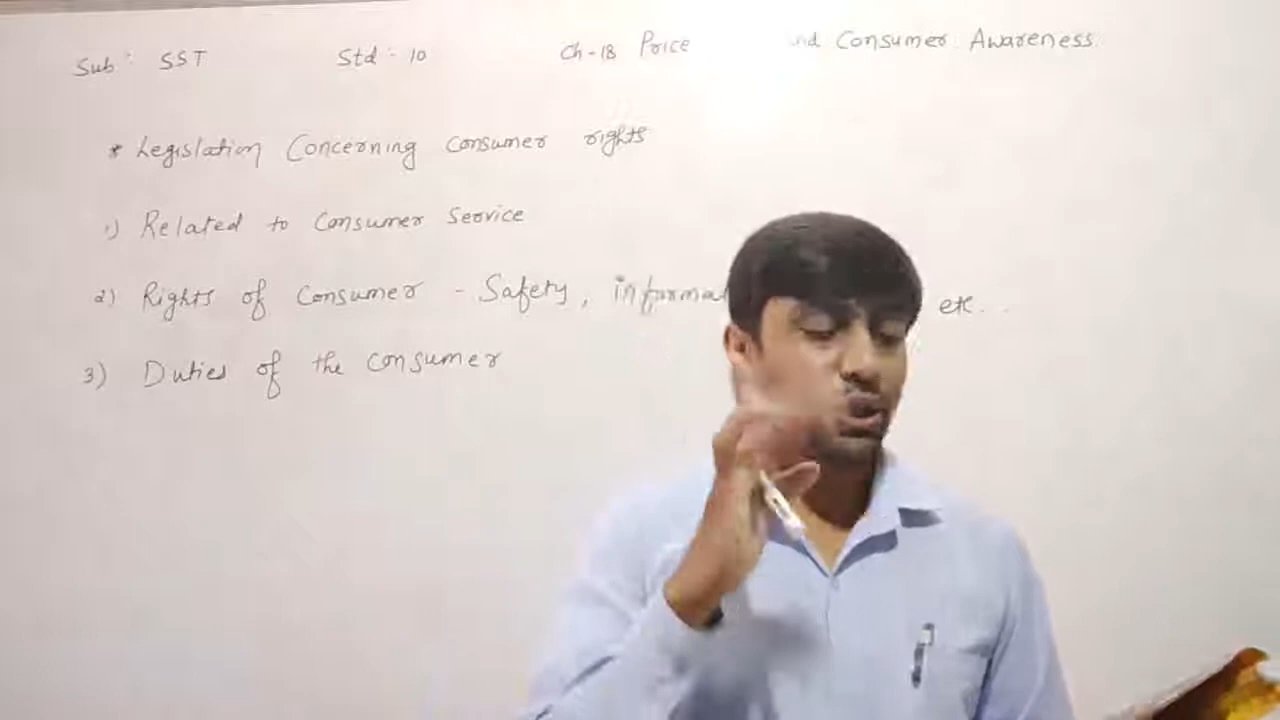 Sub : SST Std - 10 Ch-18 Price and Consumer Awareness
* Legislation Concerning Consumer rights
1) Related to Consumer Service
2) Rights of Consumer - Safety, etc...
3) Duties of the Consumer